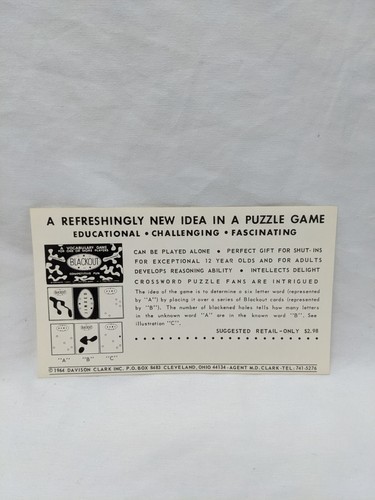 A REFRESHINGLY NEW IDEA IN A PUZZLE GAME
EDUCATIONAL • CHALLENGING • FASCINATING
VOCABULARY GAME
BLACKOUT
CAN BE PLAYED ALONE • PERFECT GIFT FOR SHUT-INS
FOR EXCEPTIONAL 12 YEAR OLDS AND FOR ADULTS
DEVELOPS REASONING ABILITY • INTELLECTS DELIGHT
CROSSWORD PUZZLE FANS ARE INTRIGUED
The idea of the game is to determine a six letter word (represented
by "A") by placing it over a series of Blackout cards (represented
by "B"). The number of blackened holes tells how many letters
in the unknown word "A" are in the known word "B". See
illustration "C".
SUGGESTED RETAIL—ONLY $2.98
"A" "B" "C"
© 1964 DAVISON CLARK INC. P.O. BOX 8483 CLEVELAND, OHIO 44134-AGENT M.D. CLARK-TEL: 741-5276